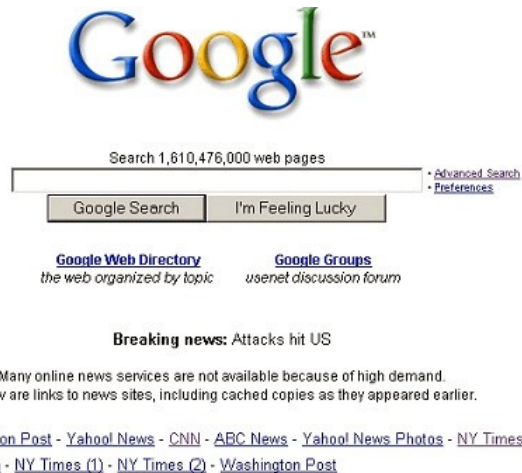 Google™
Search 1,610,476,000 web pages
• Advanced Search
• Preferences
Google Search I'm Feeling Lucky
Google Web Directory Google Groups
the web organized by topic usenet discussion forum
Breaking news: Attacks hit US
Many online news services are not available because of high demand.
are links to news sites, including cached copies as they appeared earlier.
Post - Yahoo! News - CNN - ABC News - Yahoo! News Photos - NY Times
- NY Times (1) - NY Times (2) - Washington Post